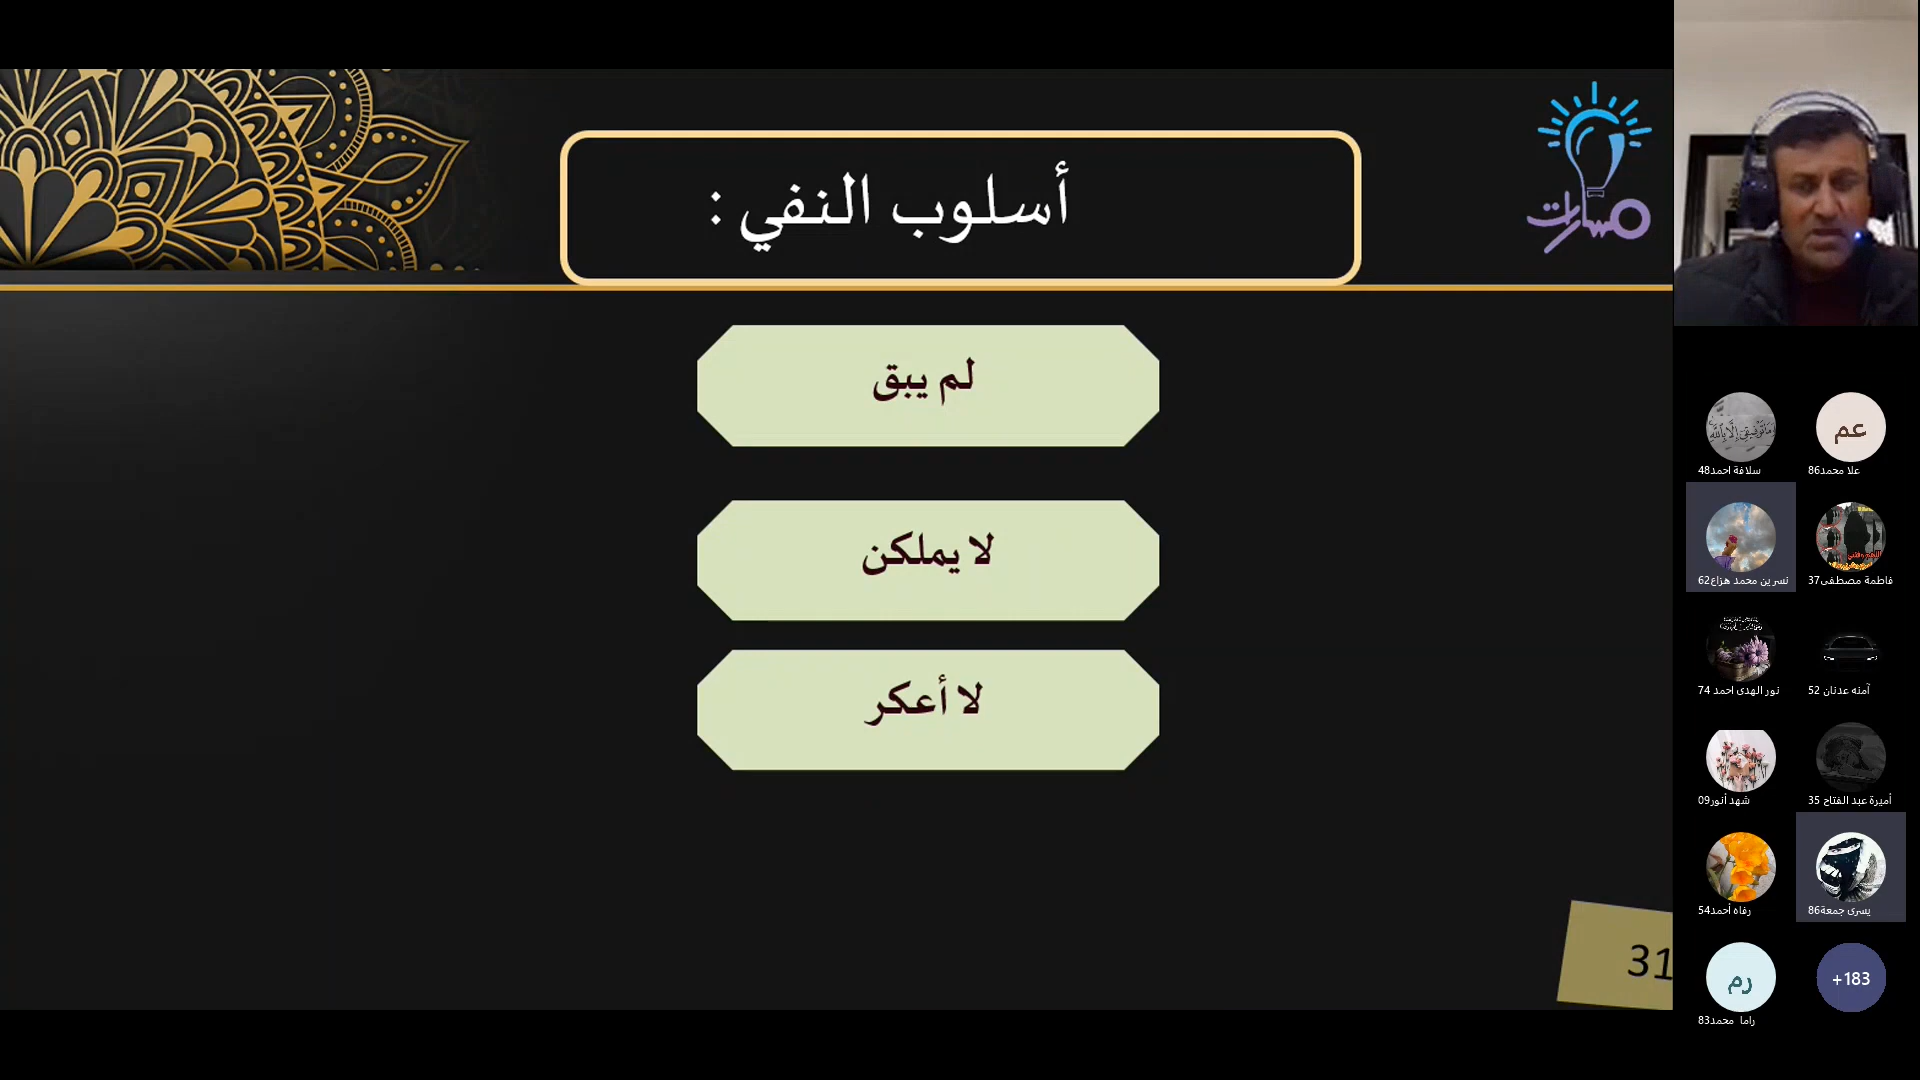 أسلوب النفي :
مسارات
لم يبق
لا يملكن
لا أعكر
31
عم
سلافة احمد48
علا محمد86
نسرين محمد هزاع62
فاطمة مصطفى37
نور الهدى احمد 74
آمنه عدنان 52
شهد أنور09
أميرة عبد الفتاح 35
رفاه أحمد54
يسرى جمعة86
رم
+183
راما محمد83